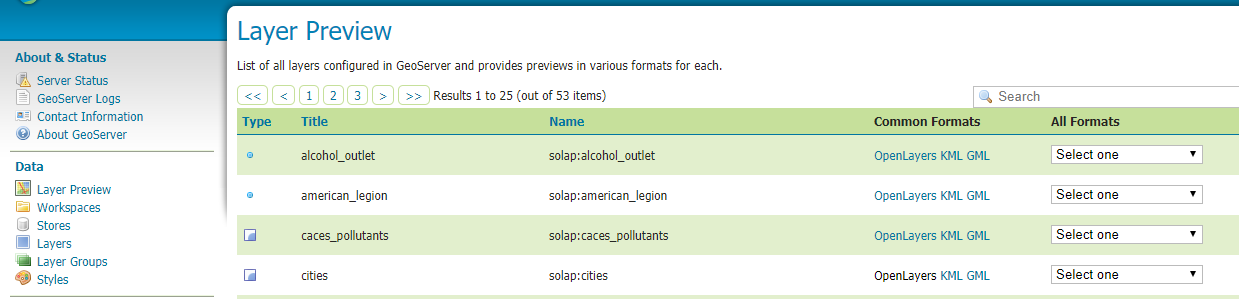 Layer Preview
List of all layers configured in GeoServer and provides previews in various formats for each.
<< < 1 2 3 > >> Results 1 to 25 (out of 53 items) Search
Type Title Name Common Formats All Formats
alcohol_outlet solap:alcohol_outlet OpenLayers KML GML Select one
american_legion solap:american_legion OpenLayers KML GML Select one
caces_pollutants solap:caces_pollutants OpenLayers KML GML Select one
cities solap:cities OpenLayers KML GML Select one
About & Status
Server Status
GeoServer Logs
Contact Information
About GeoServer
Data
Layer Preview
Workspaces
Stores
Layers
Layer Groups
Styles